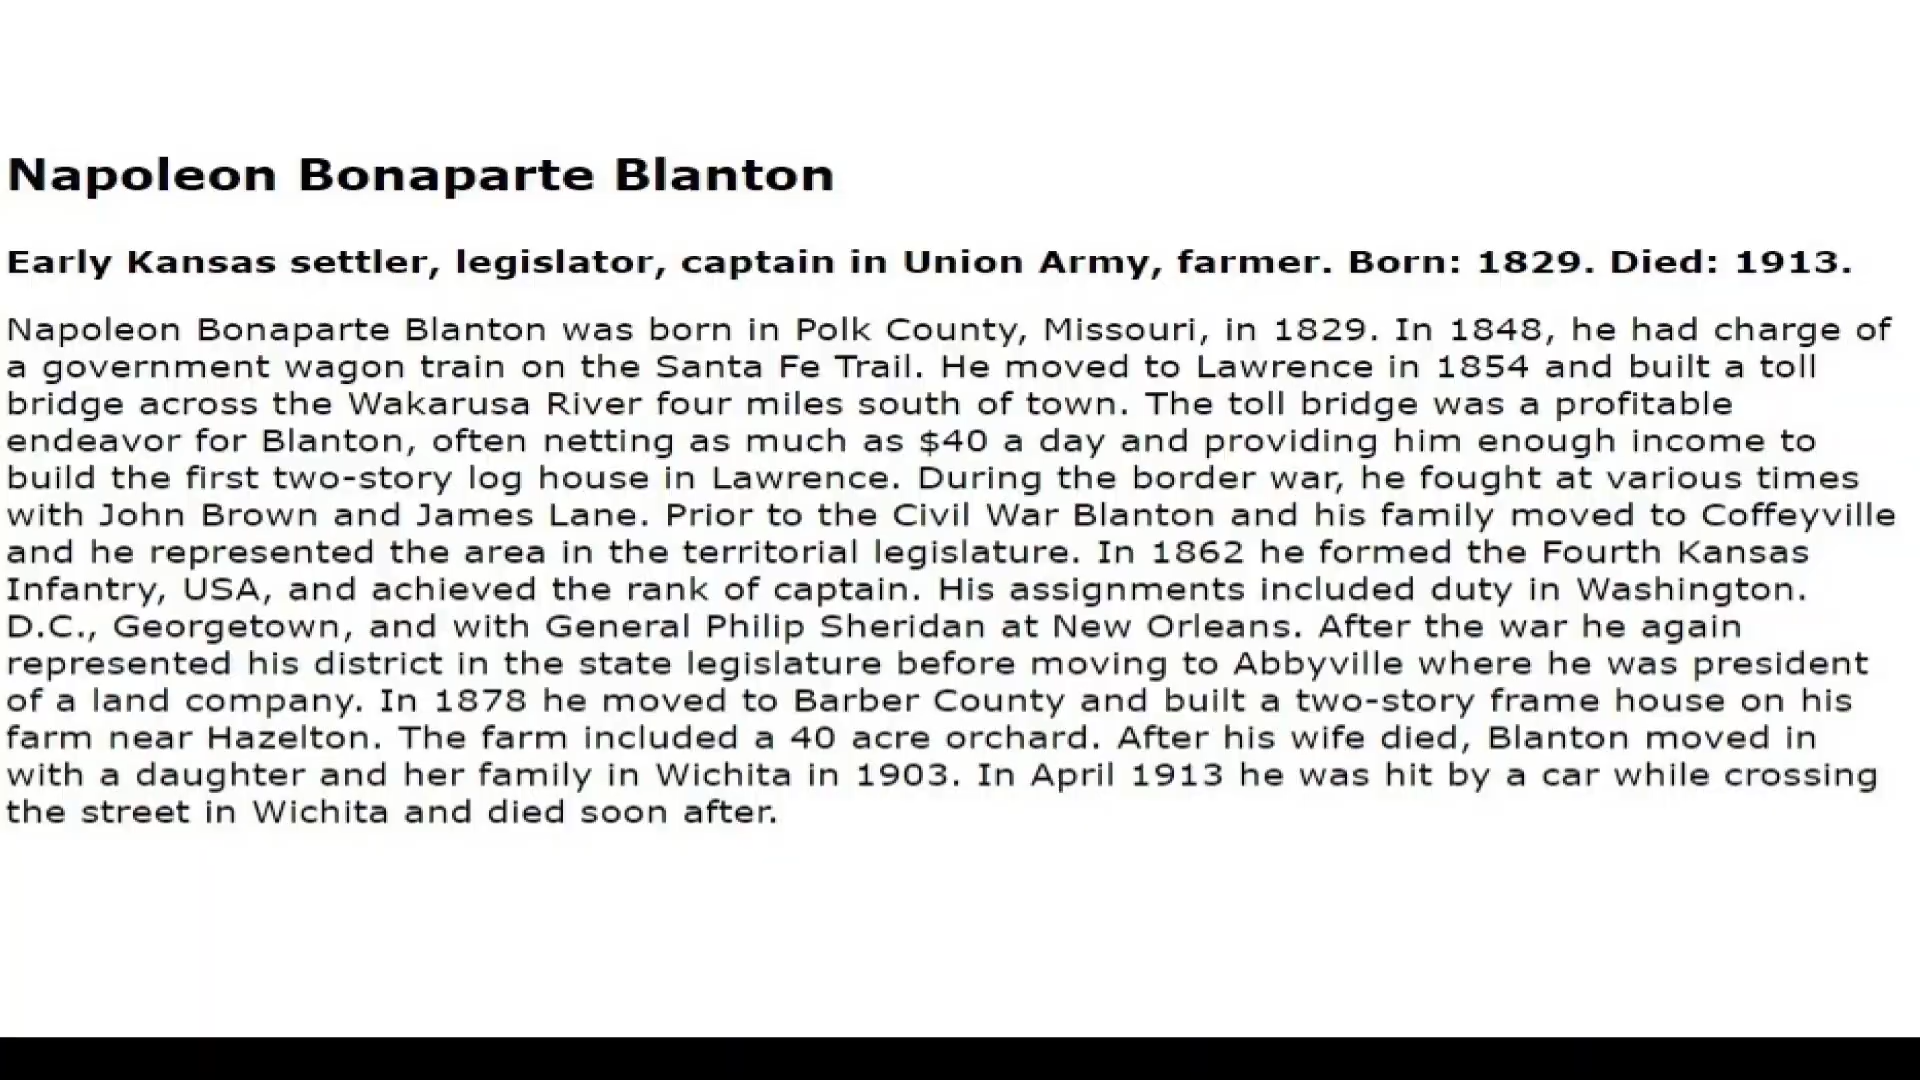 Napoleon Bonaparte Blanton
Early Kansas settler, legislator, captain in Union Army, farmer. Born: 1829. Died: 1913.
Napoleon Bonaparte Blanton was born in Polk County, Missouri, in 1829. In 1848, he had charge of
a government wagon train on the Santa Fe Trail. He moved to Lawrence in 1854 and built a toll
bridge across the Wakarusa River four miles south of town. The toll bridge was a profitable
endeavor for Blanton, often netting as much as $40 a day and providing him enough income to
build the first two-story log house in Lawrence. During the border war, he fought at various times
with John Brown and James Lane. Prior to the Civil War Blanton and his family moved to Coffeyville
and he represented the area in the territorial legislature. In 1862 he formed the Fourth Kansas
Infantry, USA, and achieved the rank of captain. His assignments included duty in Washington.
D.C., Georgetown, and with General Philip Sheridan at New Orleans. After the war he again
represented his district in the state legislature before moving to Abbyville where he was president
of a land company. In 1878 he moved to Barber County and built a two-story frame house on his
farm near Hazelton. The farm included a 40 acre orchard. After his wife died, Blanton moved in
with a daughter and her family in Wichita in 1903. In April 1913 he was hit by a car while crossing
the street in Wichita and died soon after.